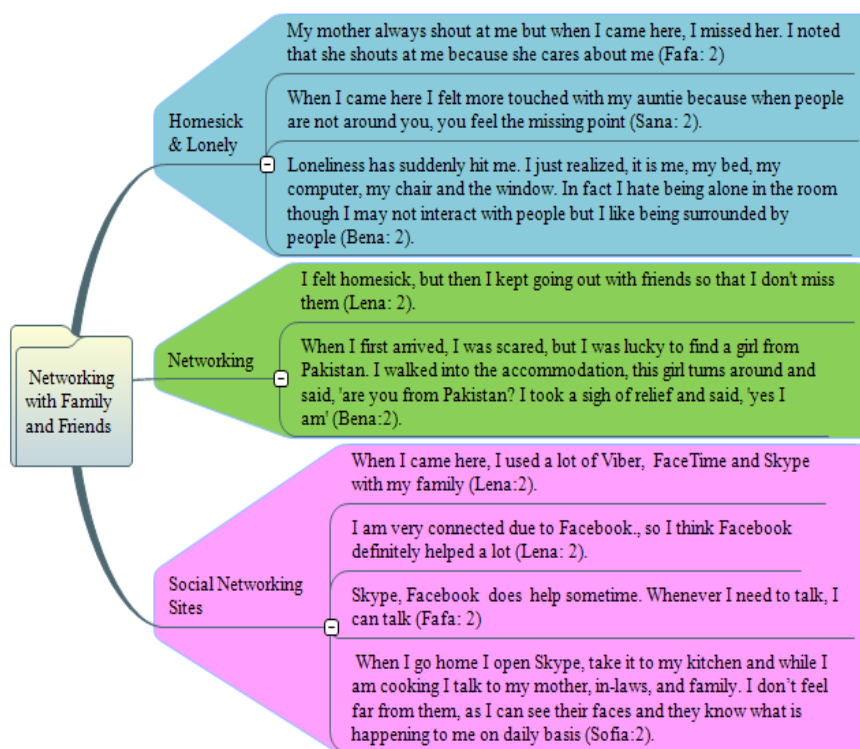 My mother always shout at me but when I came here, I missed her. I noted
that she shouts at me because she cares about me (Fafa: 2)
When I came here I felt more touched with my auntie because when people
are not around you, you feel the missing point (Sana: 2).
Homesick
& Lonely
Loneliness has suddenly hit me. I just realized, it is me, my bed, my
computer, my chair and the window. In fact I hate being alone in the room
though I may not interact with people but I like being surrounded by
people (Bena: 2).
I felt homesick, but then I kept going out with friends so that I don't miss
them (Lena: 2).
Networking
When I first arrived, I was scared, but I was lucky to find a girl from
Pakistan. I walked into the accommodation, this girl turns around and
said, 'are you from Pakistan? I took a sigh of relief and said, 'yes I
am' (Bena:2).
Networking
with Family
and Friends
When I came here, I used a lot of Viber, FaceTime and Skype
with my family (Lena:2).
I am very connected due to Facebook., so I think Facebook
definitely helped a lot (Lena: 2).
Social Networking
Sites
Skype, Facebook does help sometime. Whenever I need to talk, I
can talk (Fafa: 2)
When I go home I open Skype, take it to my kitchen and while I
am cooking I talk to my mother, in-laws, and family. I don’t feel
far from them, as I can see their faces and they know what is
happening to me on daily basis (Sofia:2).